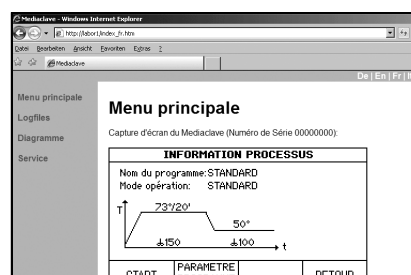 Mediaclave - Windows Internet Explorer
http://labor1/index_fr.htm
Datei Bearbeiten Ansicht Favoriten Extras ?
Mediaclave
De | En | Fr |
Menu principale
Logfiles
Diagramme
Service
Menu principale
Capture d'écran du Mediaclave (Numéro de Série 00000000):
INFORMATION PROCESSUS
Nom du programme:STANDARD
Mode opération: STANDARD
T
73°/20'
50°
150
100
t
START
PARAMETRE
RETOUR